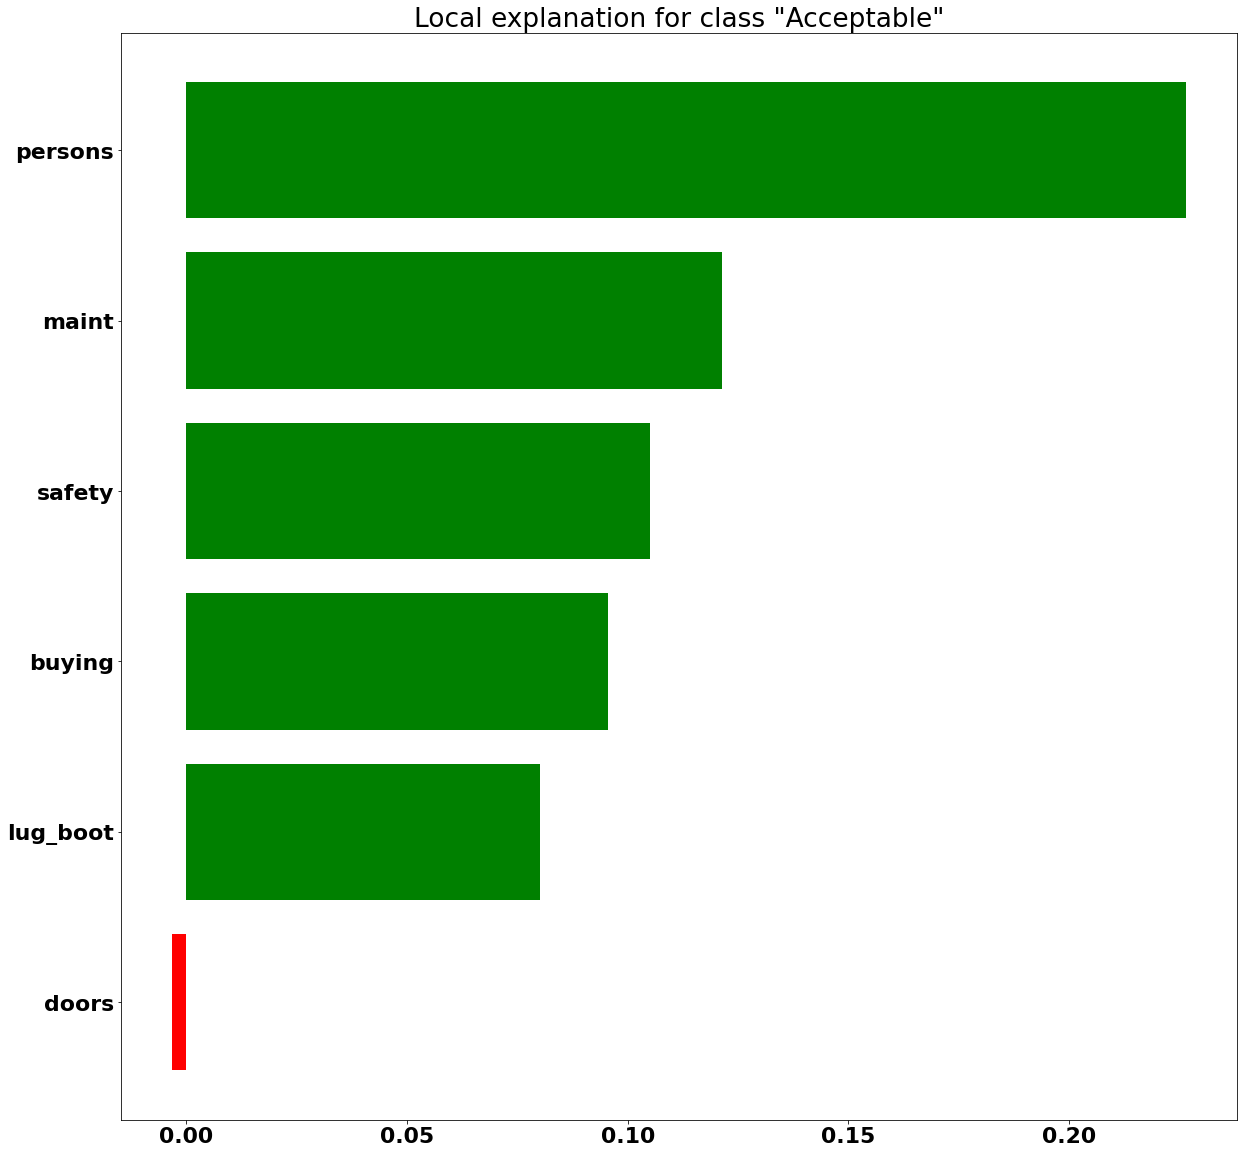 Local explanation for class "Acceptable"
persons
maint
safety
buying
lug_boot
doors
0.00 0.05 0.10 0.15 0.20